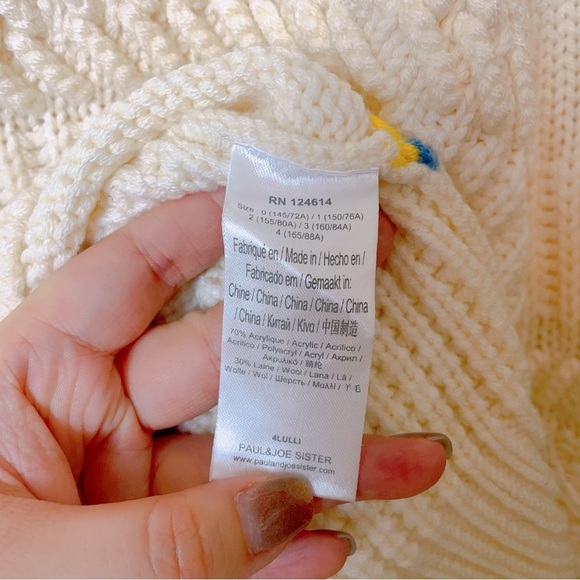 RN 124614
Size 0 (145/72A) / 1 (150/76A)
2 (155/80A) / 3 (160/84A)
4 (165/88A)
Fabriqué en / Made in / Hecho en /
Fabricado em / Gemaakt in:
Chine / China / China / China / China
/ China / Китай / Κίνα / 中国制造
70% Acrylique / Acrylic / Acrílico /
Acrílico / Polyacryl / Acryl / Акрил /
Ακρυλικό / 腈纶
30% Laine / Wool / Lana / Lã /
Wolle / Wol / Шерсть / Μαλλί / 羊毛
4LULLI
PAUL&JOE SISTER
www.paulandjoesister.com